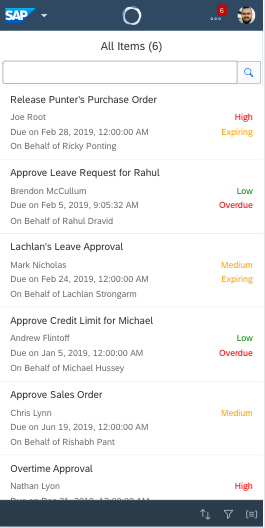 SAP
6
All Items (6)
Release Punter's Purchase Order
Joe Root High
Due on Feb 28, 2019, 12:00:00 AM Expiring
On Behalf of Ricky Ponting
Approve Leave Request for Rahul
Brendon McCullum Low
Due on Feb 5, 2019, 9:05:32 AM Overdue
On Behalf of Rahul Dravid
Lachlan's Leave Approval
Mark Nicholas Medium
Due on Feb 24, 2019, 12:00:00 AM Expiring
On Behalf of Lachlan Strongarm
Approve Credit Limit for Michael
Andrew Flintoff Low
Due on Jan 5, 2019, 12:00:00 AM Overdue
On Behalf of Michael Hussey
Approve Sales Order
Chris Lynn Medium
Due on Jun 19, 2019, 12:00:00 AM
On Behalf of Rishabh Pant
Overtime Approval
Nathan Lyon High